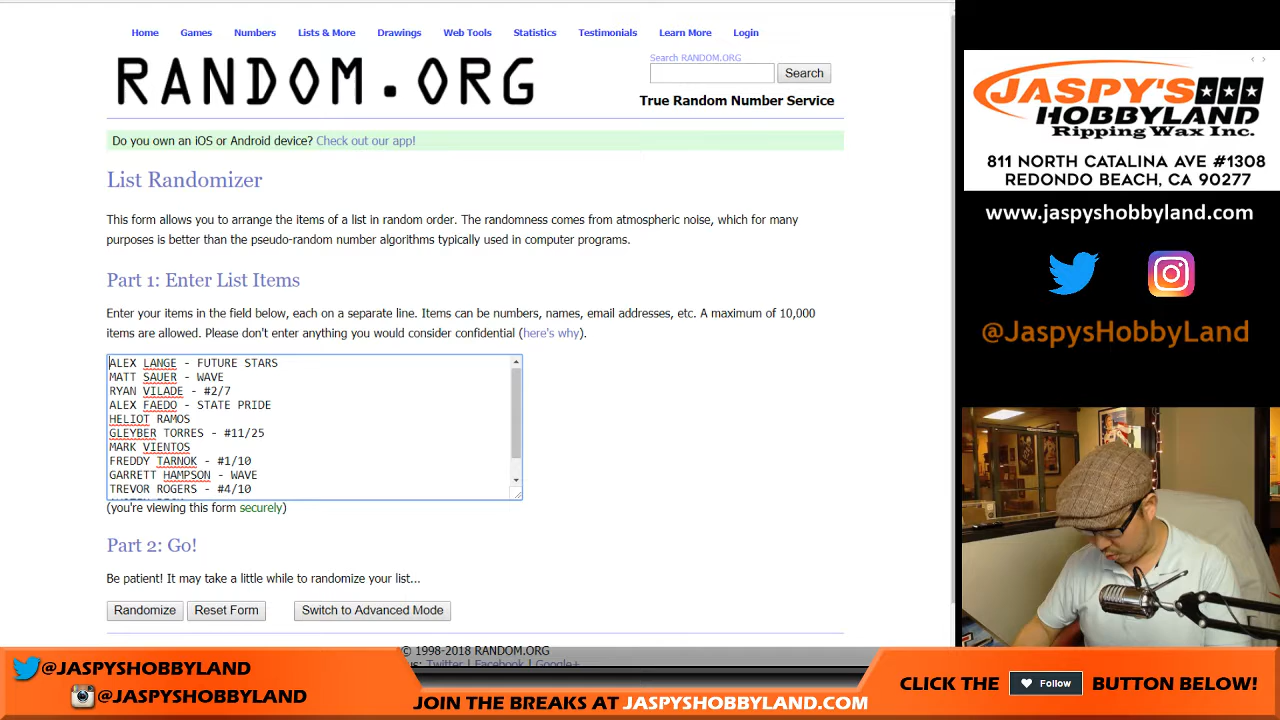 Home Games Numbers Lists & More Drawings Web Tools Statistics Testimonials Learn More Login
RANDOM.ORG
Search RANDOM.ORG
Search
True Random Number Service
Do you own an iOS or Android device? Check out our app!
List Randomizer
This form allows you to arrange the items of a list in random order. The randomness comes from atmospheric noise, which for many
purposes is better than the pseudo-random number algorithms typically used in computer programs.
Part 1: Enter List Items
Enter your items in the field below, each on a separate line. Items can be numbers, names, email addresses, etc. A maximum of 10,000
items are allowed. Please don't enter anything you would consider confidential (here's why).
ALEX LANGE - FUTURE STARS
MATT SAUER - WAVE
RYAN VILADE - #2/7
ALEX FAEDO - STATE PRIDE
HELIOT RAMOS
GLEYBER TORRES - #11/25
MARK VIENTOS
FREDDY TARNOK - #1/10
GARRETT HAMPSON - WAVE
TREVOR ROGERS - #4/10
(you're viewing this form securely)
Part 2: Go!
Be patient! It may take a little while to randomize your list...
Randomize Reset Form Switch to Advanced Mode
© 1998-2018 RANDOM.ORG
us: Twitter | Facebook | Google+
JASPY'S
HOBBYLAND
Ripping Wax Inc.
811 NORTH CATALINA AVE #1308
REDONDO BEACH, CA 90277
www.jaspyshobbyland.com
@JaspysHobbyLand
@JASPYSHOBBYLAND
@JASPYSHOBBYLAND
JOIN THE BREAKS AT JASPYSHOBBYLAND.COM
CLICK THE Follow BUTTON BELOW!